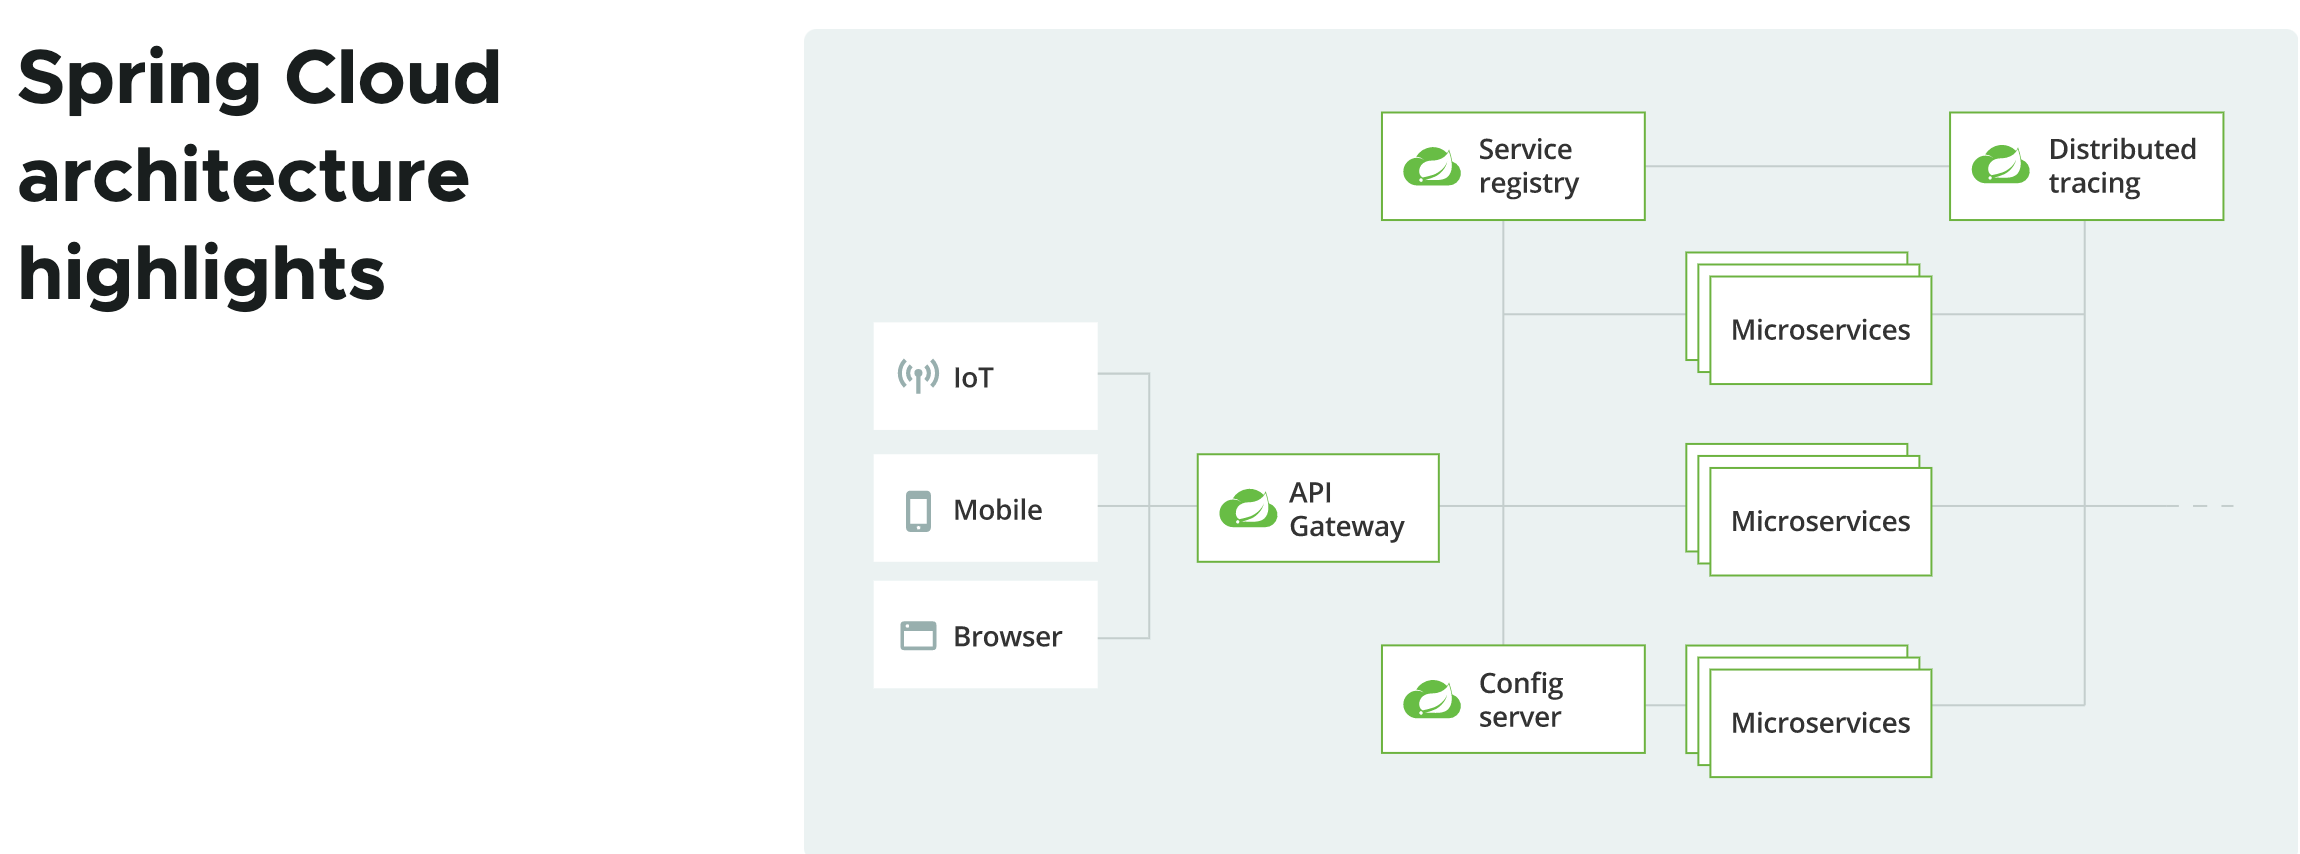 Spring Cloud
architecture
highlights
Service
registry
Distributed
tracing
Microservices
IoT
Mobile
API
Gateway
Microservices
Browser
Config
server
Microservices